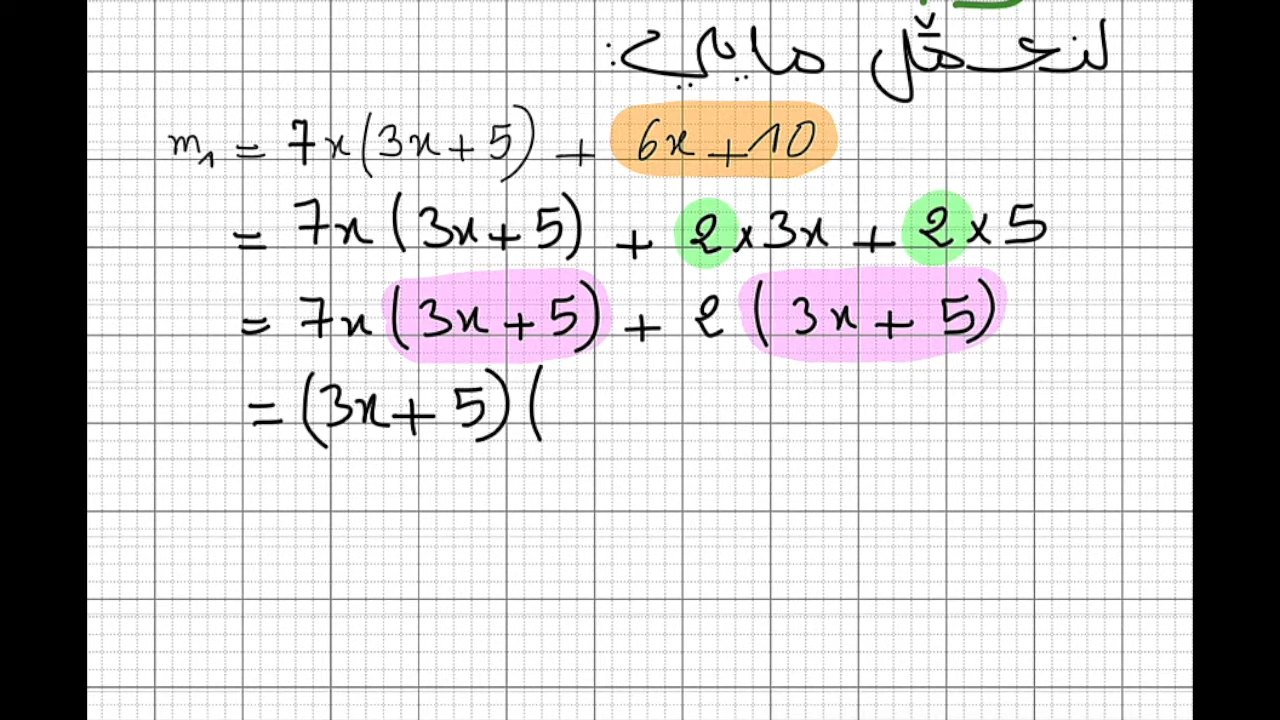 لنعمّل مايلي:
m₁ = 7x(3x+5) + 6x+10
= 7x(3x+5) + 2×3x + 2×5
= 7x(3x+5) + 2(3x+5)
= (3x+5)(